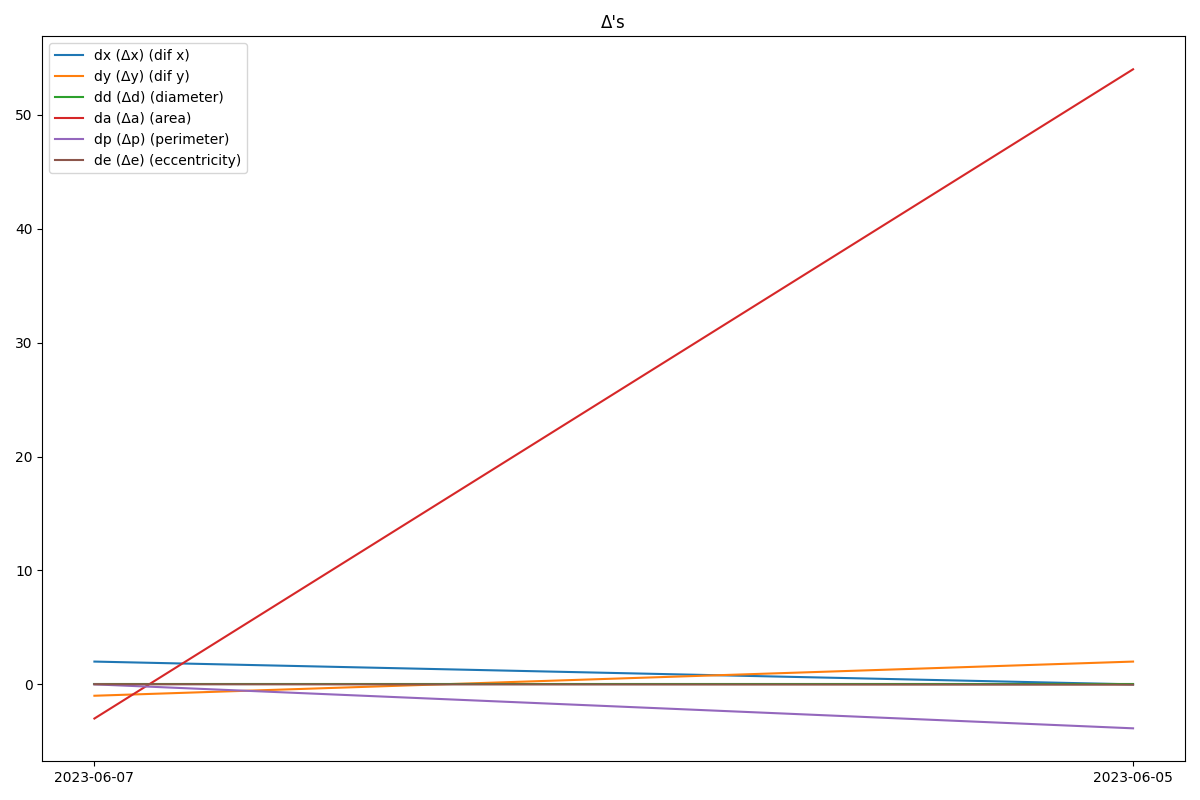 Δ's
dx (Δx) (dif x)
dy (Δy) (dif y)
dd (Δd) (diameter)
da (Δa) (area)
dp (Δp) (perimeter)
de (Δe) (eccentricity)
50
40
30
20
10
0
2023-06-07
2023-06-05